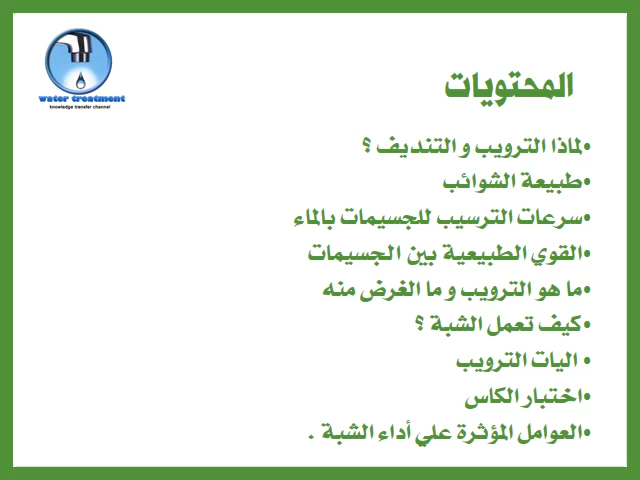 water treatment
knowledge transfer channel
المحتويات
•لماذا الترويب و التنديف ؟
•طبيعة الشوائب
•سرعات الترسيب للجسيمات بالماء
•القوي الطبيعية بين الجسيمات
•ما هو الترويب و ما الغرض منه
•كيف تعمل الشبة ؟
• اليات الترويب
•اختبار الكاس
•العوامل المؤثرة علي أداء الشبة .